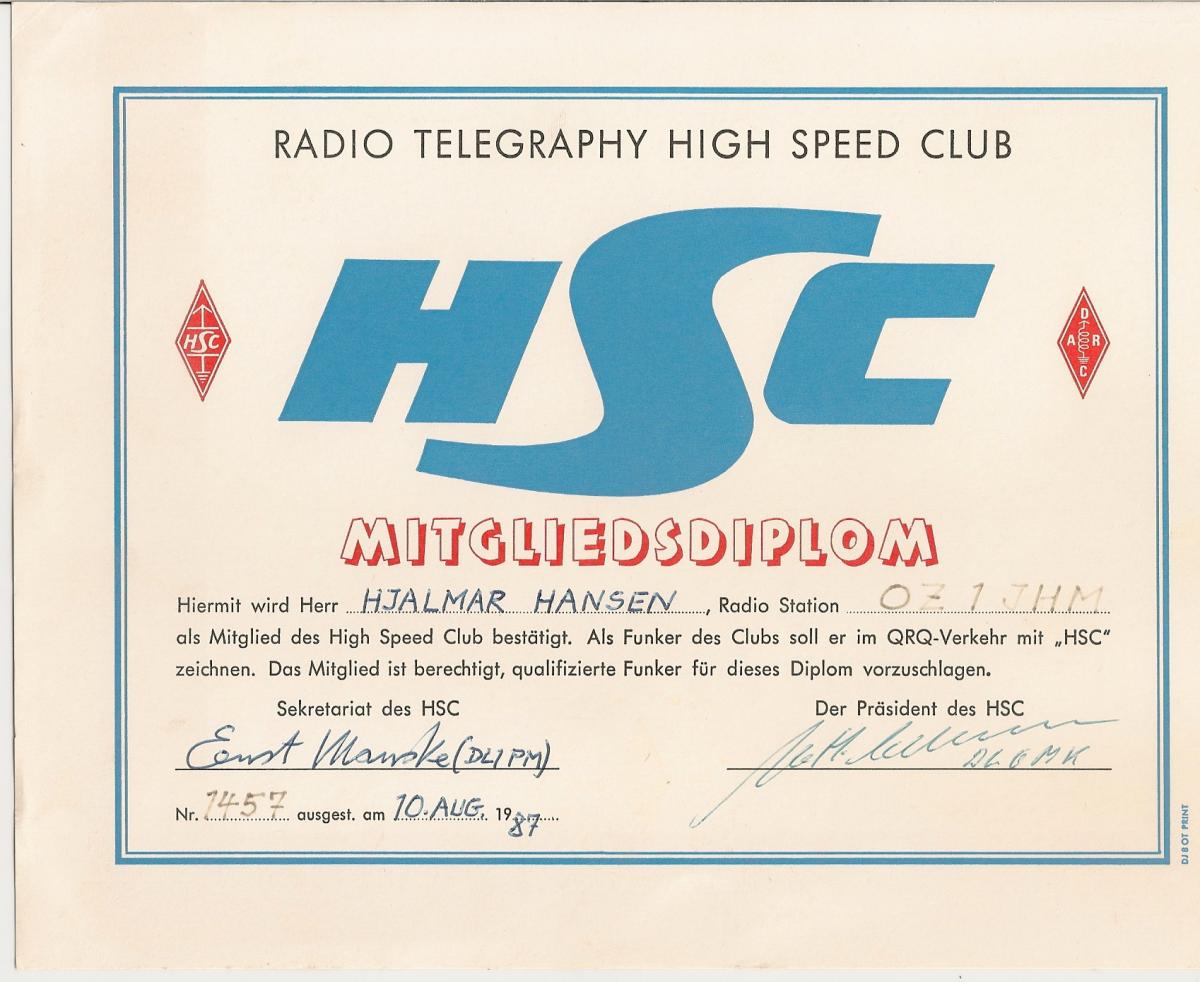 RADIO TELEGRAPHY HIGH SPEED CLUB
HSC
HSC
D
A R
C
MITGLIEDSDIPLOM
Hiermit wird Herr HJALMAR HANSEN, Radio Station OZ1JHM
als Mitglied des High Speed Club bestätigt. Als Funker des Clubs soll er im QRQ-Verkehr mit „HSC“
zeichnen. Das Mitglied ist berechtigt, qualifizierte Funker für dieses Diplom vorzuschlagen.
Sekretariat des HSC Der Präsident des HSC
Ernst Manske (DL1PM) DL6MK
Nr. 1457 ausgest. am 10. AUG. 1987
DJ8OT PRINT